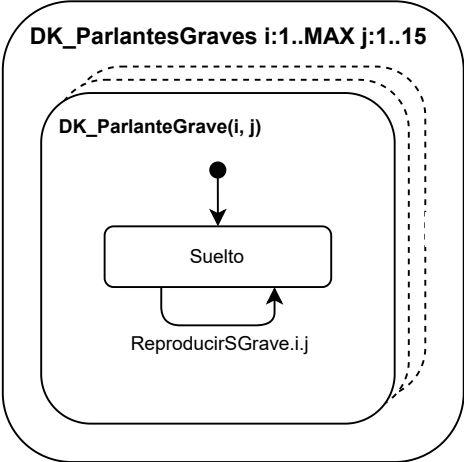 DK_ParlantesGraves i:1..MAX j:1..15
DK_ParlanteGrave(i, j)
Suelto
ReproducirSGrave.i.j